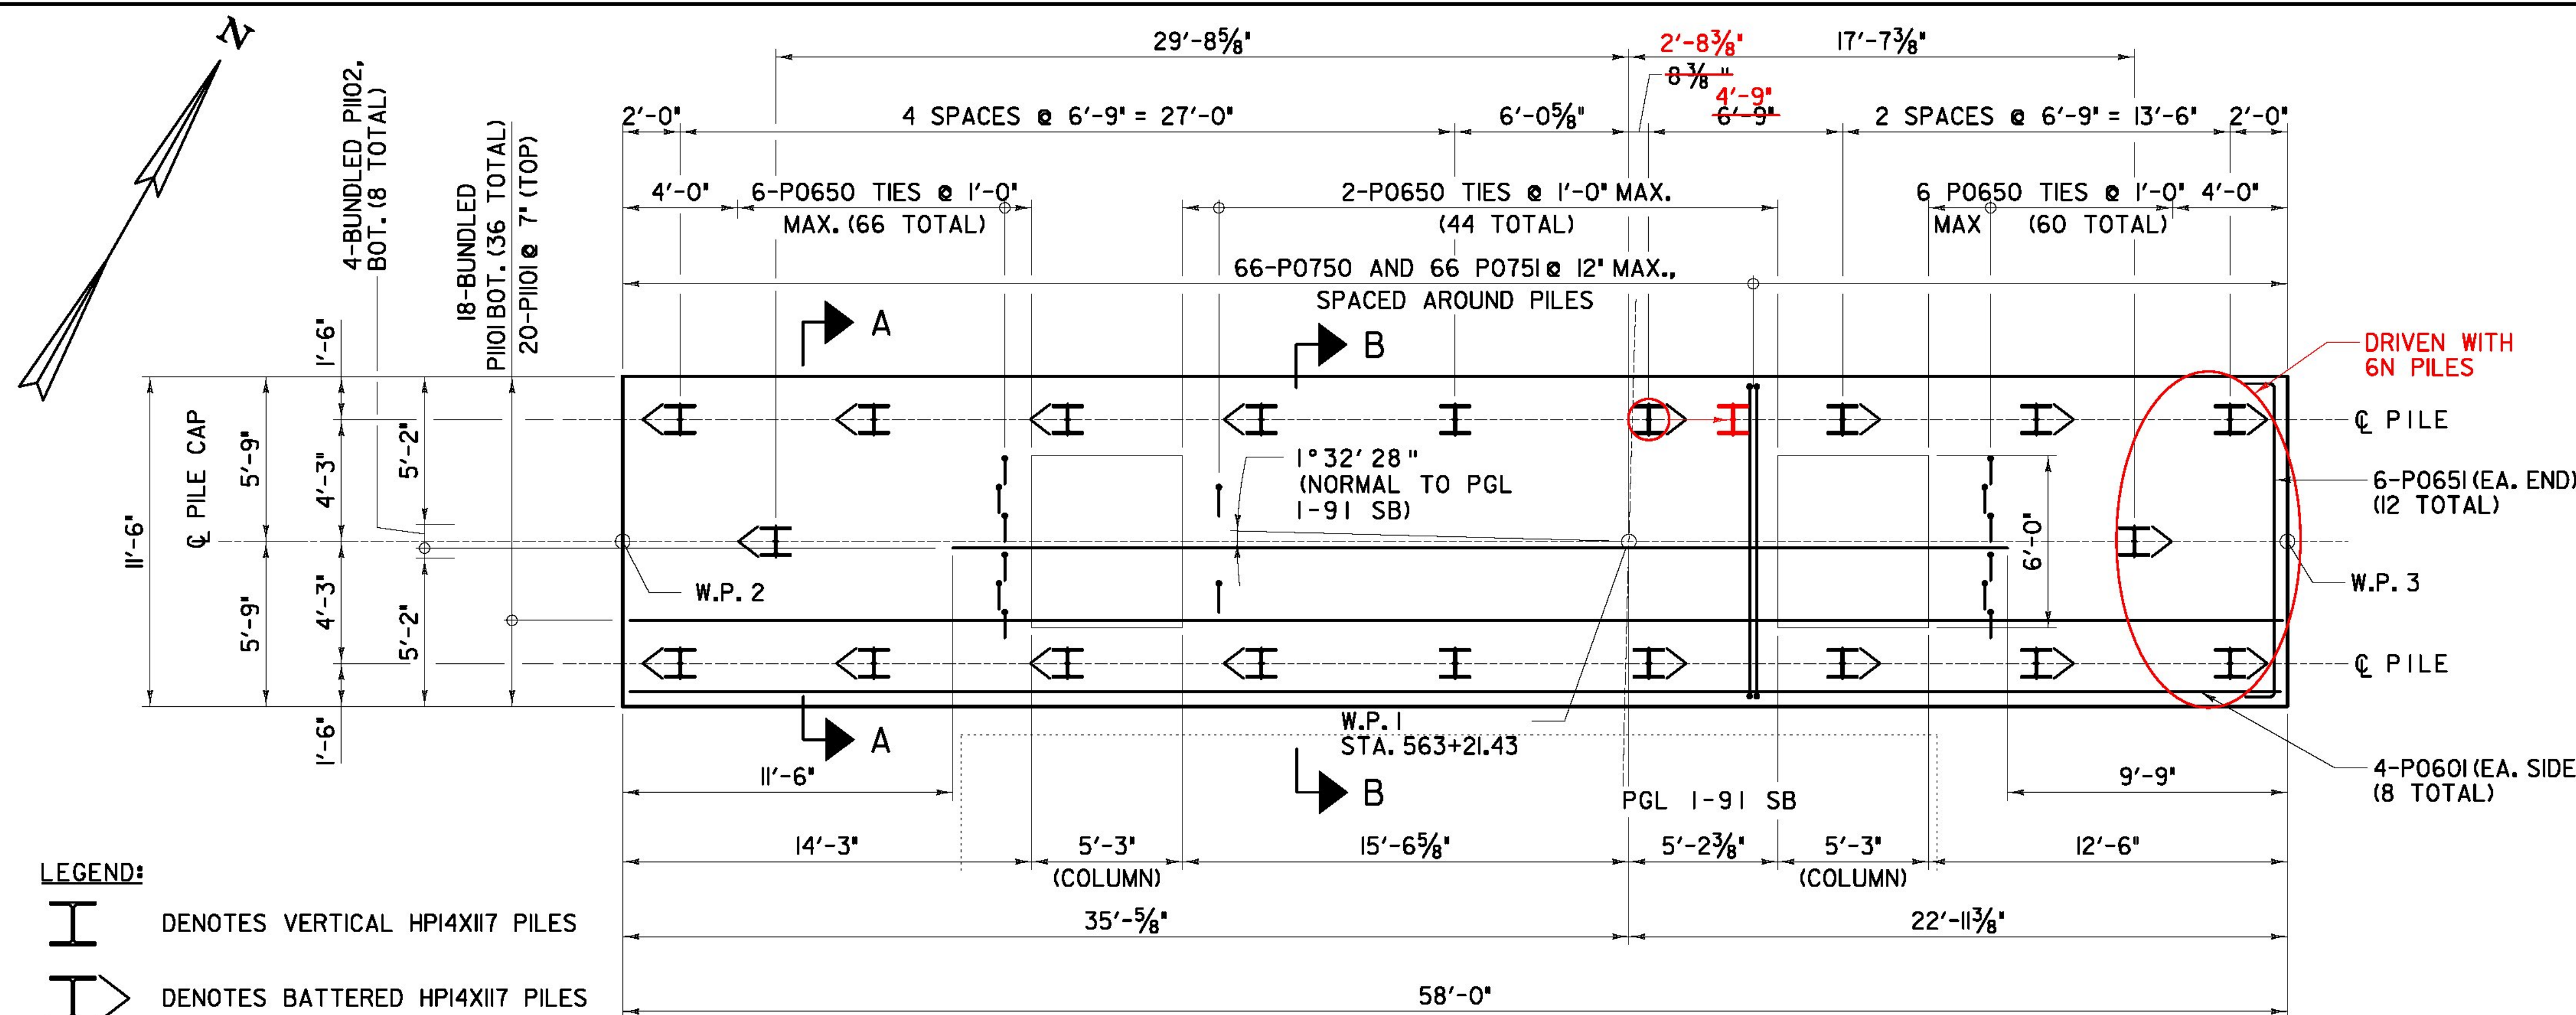 N
29'-8⅝"
2'-8⅜"
17'-7⅜"
8⅜"
4'-9"
2'-0"
4 SPACES @ 6'-9" = 27'-0"
6'-0⅝"
6'-9"
2 SPACES @ 6'-9" = 13'-6"
2'-0"
4-BUNDLED P1102,
BOT. (8 TOTAL)
18-BUNDLED
P1101 BOT. (36 TOTAL)
20-P1101 @ 7" (TOP)
4'-0"
6-P0650 TIES @ 1'-0"
MAX. (66 TOTAL)
2-P0650 TIES @ 1'-0" MAX.
(44 TOTAL)
6 P0650 TIES @ 1'-0"
MAX (60 TOTAL)
4'-0"
66-P0750 AND 66 P0751 @ 12" MAX.,
SPACED AROUND PILES
A
B
DRIVEN WITH
6N PILES
1'-6"
11'-6"
℄ PILE CAP
5'-9"
5'-9"
4'-3"
4'-3"
5'-2"
5'-2"
1'-6"
℄ PILE
1°32'28"
(NORMAL TO PGL
I-91 SB)
6'-0"
6-P0651 (EA. END)
(12 TOTAL)
W.P. 2
W.P. 3
℄ PILE
A
B
W.P. 1
STA. 563+21.43
PGL I-91 SB
11'-6"
9'-9"
4-P0601 (EA. SIDE
(8 TOTAL)
14'-3"
5'-3"
(COLUMN)
15'-6⅝"
5'-2⅜"
5'-3"
(COLUMN)
12'-6"
35'-⅝"
22'-11⅜"
58'-0"
LEGEND:
DENOTES VERTICAL HP14X117 PILES
DENOTES BATTERED HP14X117 PILES